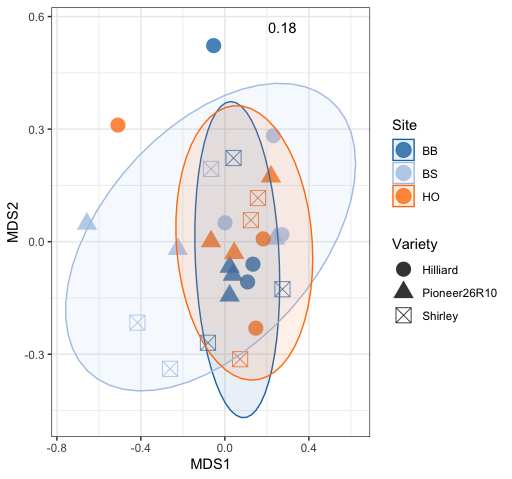 0.18
0.6
0.3
0.0
-0.3
MDS2
-0.8
-0.4
0.0
0.4
MDS1
Site
BB
BS
HO
Variety
Hilliard
Pioneer26R10
Shirley